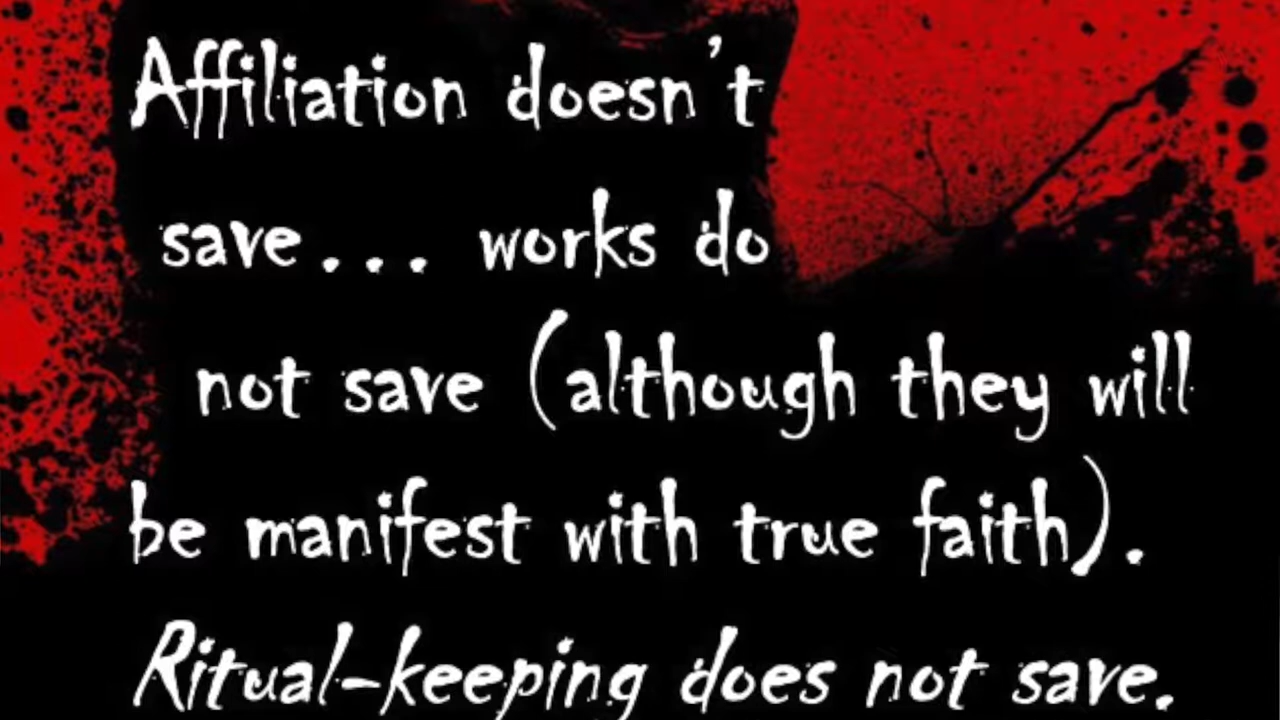 Affiliation doesn't
save... works do
not save (although they will
be manifest with true faith).
Ritual-keeping does not save.